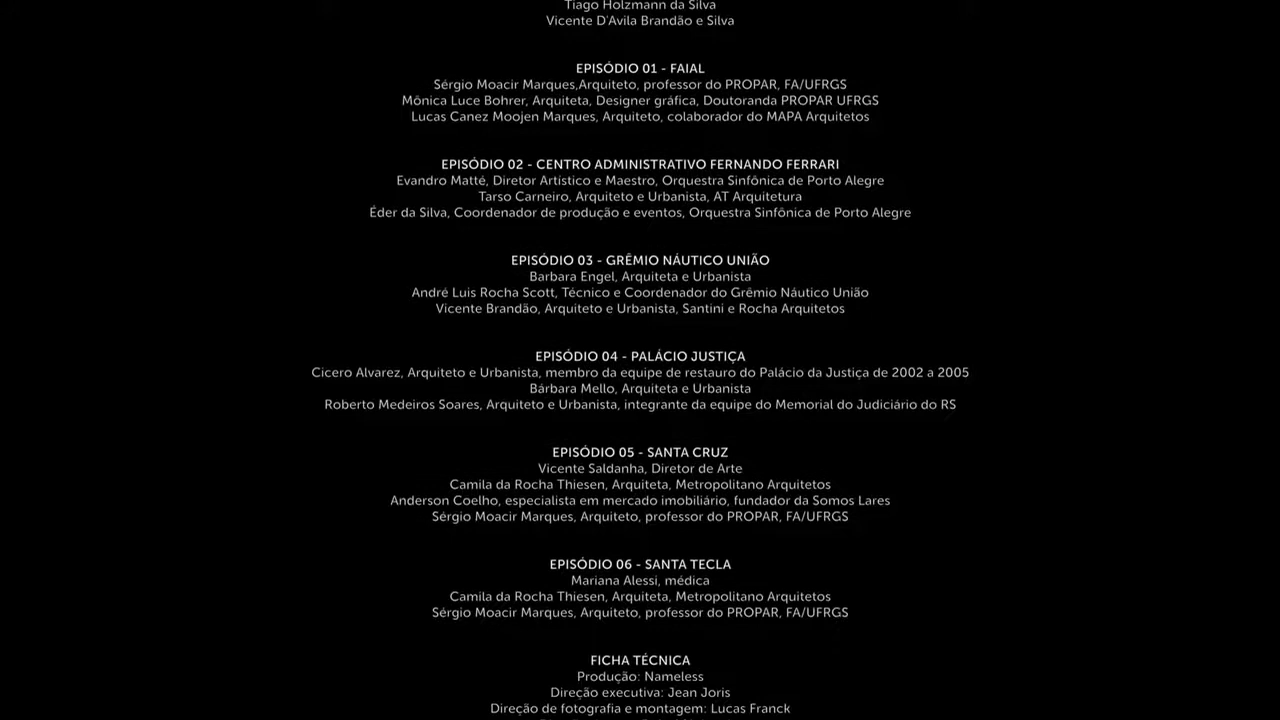 Tiago Holzmann da Silva
Vicente D'Avila Brandão e Silva
EPISÓDIO 01 - FAIAL
Sérgio Moacir Marques,Arquiteto, professor do PROPAR, FA/UFRGS
Mônica Luce Bohrer, Arquiteta, Designer gráfica, Doutoranda PROPAR UFRGS
Lucas Canez Moojen Marques, Arquiteto, colaborador do MAPA Arquitetos
EPISÓDIO 02 - CENTRO ADMINISTRATIVO FERNANDO FERRARI
Evandro Matté, Diretor Artístico e Maestro, Orquestra Sinfônica de Porto Alegre
Tarso Carneiro, Arquiteto e Urbanista, AT Arquitetura
Éder da Silva, Coordenador de produção e eventos, Orquestra Sinfônica de Porto Alegre
EPISÓDIO 03 - GRÊMIO NÁUTICO UNIÃO
Barbara Engel, Arquiteta e Urbanista
André Luis Rocha Scott, Técnico e Coordenador do Grêmio Náutico União
Vicente Brandão, Arquiteto e Urbanista, Santini e Rocha Arquitetos
EPISÓDIO 04 - PALÁCIO JUSTIÇA
Cicero Alvarez, Arquiteto e Urbanista, membro da equipe de restauro do Palácio da Justiça de 2002 a 2005
Bárbara Mello, Arquiteta e Urbanista
Roberto Medeiros Soares, Arquiteto e Urbanista, integrante da equipe do Memorial do Judiciário do RS
EPISÓDIO 05 - SANTA CRUZ
Vicente Saldanha, Diretor de Arte
Camila da Rocha Thiesen, Arquiteta, Metropolitano Arquitetos
Anderson Coelho, especialista em mercado imobiliário, fundador da Somos Lares
Sérgio Moacir Marques, Arquiteto, professor do PROPAR, FA/UFRGS
EPISÓDIO 06 - SANTA TECLA
Mariana Alessi, médica
Camila da Rocha Thiesen, Arquiteta, Metropolitano Arquitetos
Sérgio Moacir Marques, Arquiteto, professor do PROPAR, FA/UFRGS
FICHA TÉCNICA
Produção: Nameless
Direção executiva: Jean Joris
Direção de fotografia e montagem: Lucas Franck